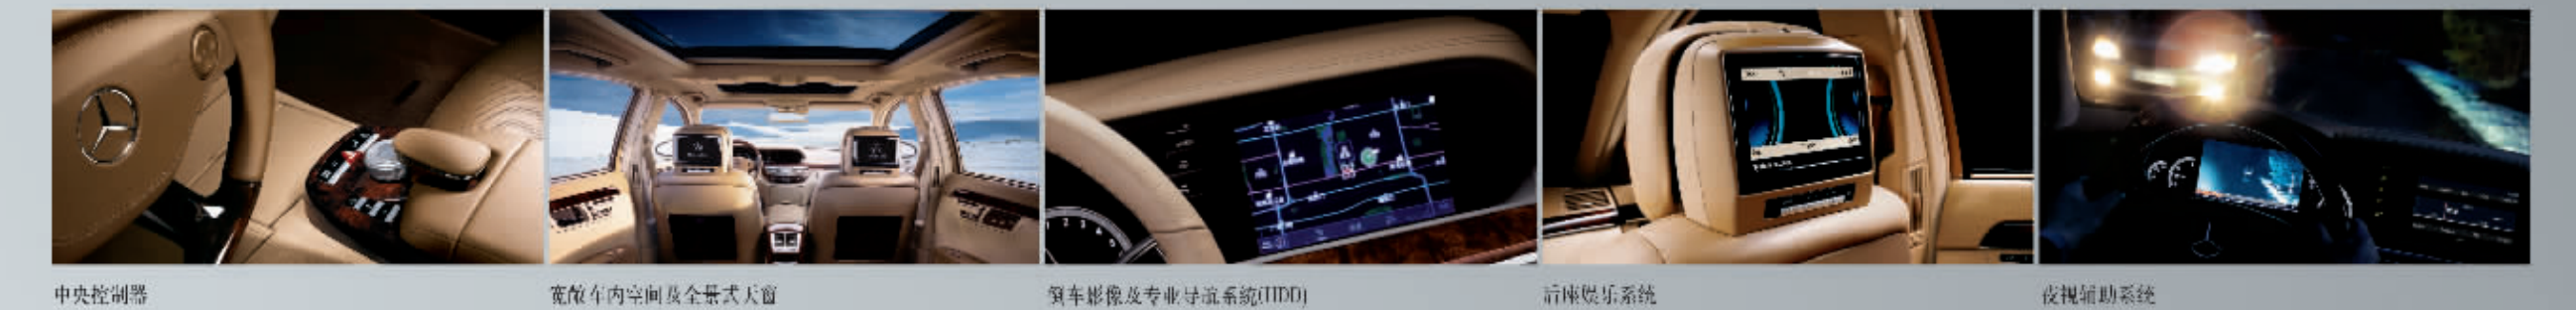 中央控制器
宽敞车内空间及全景式天窗
倒车影像及专业导航系统(HDD)
后座娱乐系统
夜视辅助系统